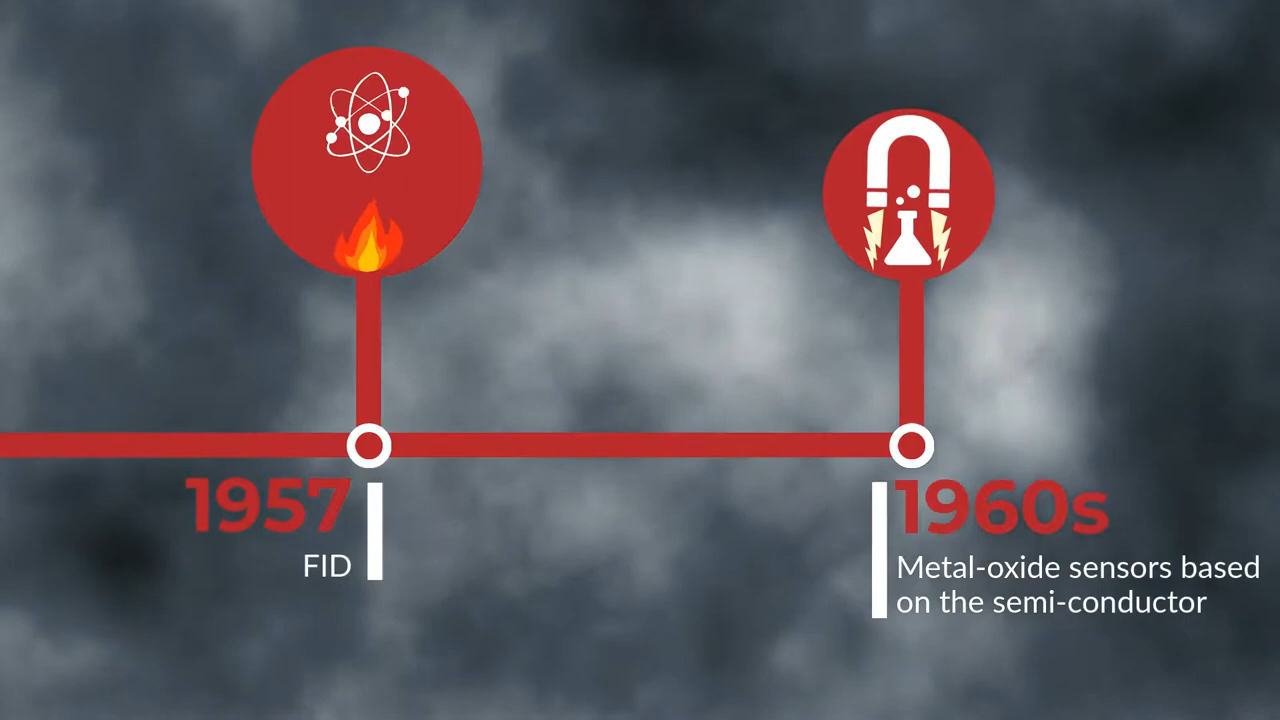 1957
FID
1960s
Metal-oxide sensors based
on the semi-conductor